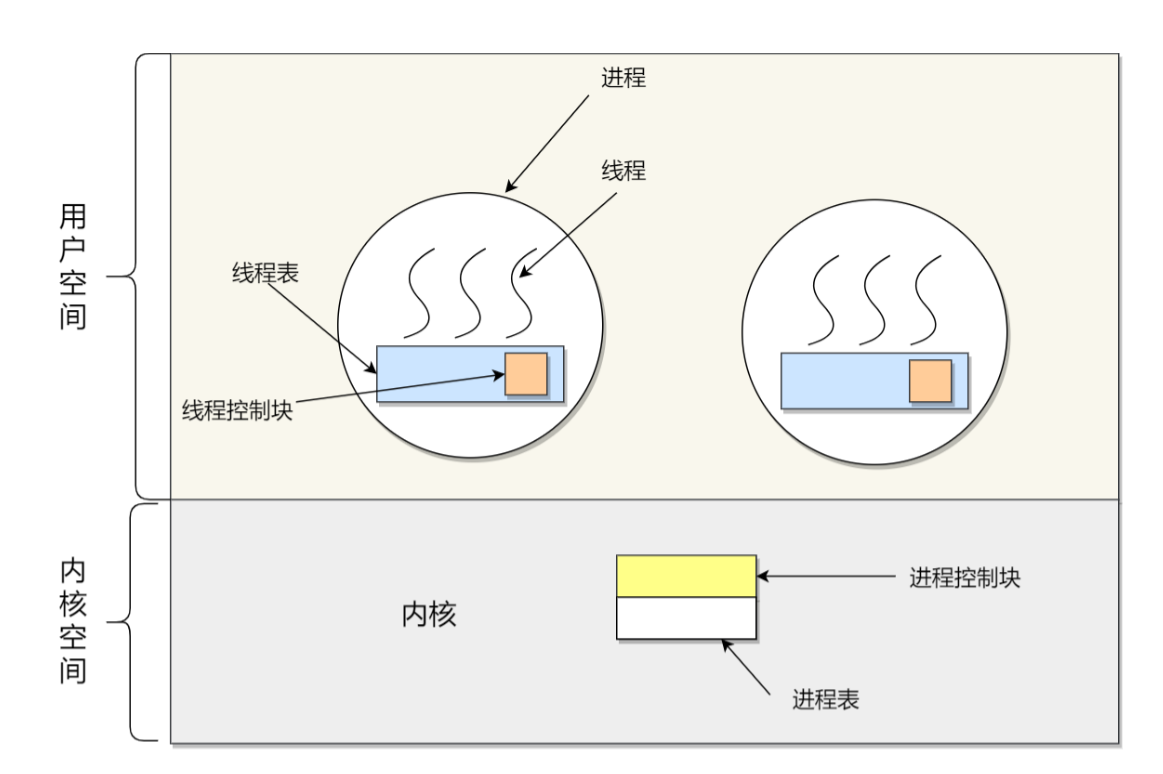 进程
线程
用户空间
线程表
线程控制块
内核空间
进程控制块
内核
进程表